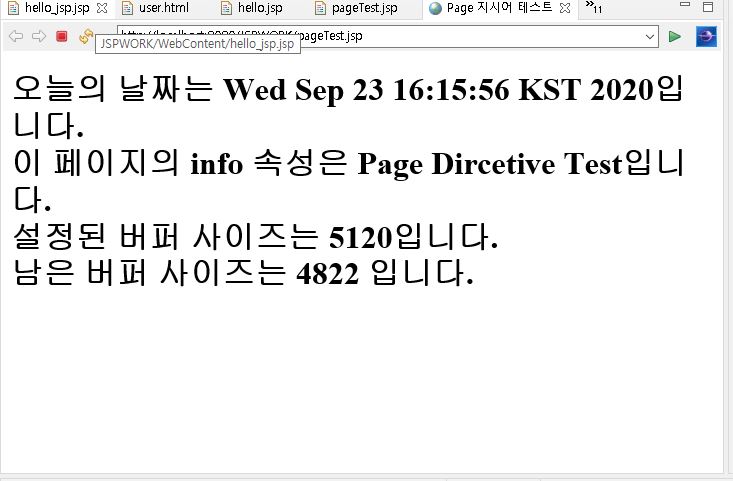 hello_jsp.jsp user.html hello.jsp pageTest.jsp Page 지시어 테스트 »11
pageTest.jsp
JSPWORK/WebContent/hello_jsp.jsp
오늘의 날짜는 Wed Sep 23 16:15:56 KST 2020입
니다.
이 페이지의 info 속성은 Page Dircetive Test입니
다.
설정된 버퍼 사이즈는 5120입니다.
남은 버퍼 사이즈는 4822 입니다.